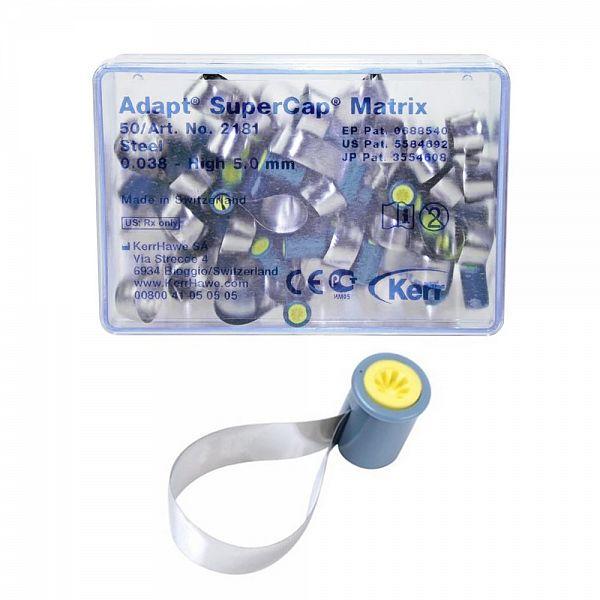 Adapt® SuperCap® Matrix
50/Art. No. 2181
Steel
0.038 - High 5.0 mm
EP Pat. 0688540
US Pat. 5584692
JP Pat. 3554608
Made in Switzerland
US: Rx only
KerrHawe SA
Via Strecce 4
6934 Bioggio/Switzerland
www.KerrHawe.com
00800 41 05 05 05
CE
ИМ05
2
Kerr